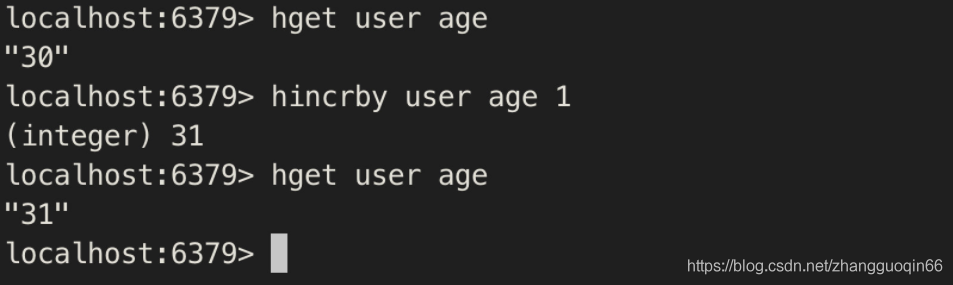 localhost:6379> hget user age
"30"
localhost:6379> hincrby user age 1
(integer) 31
localhost:6379> hget user age
"31"
localhost:6379>
https://blog.csdn.net/zhangguoqin66